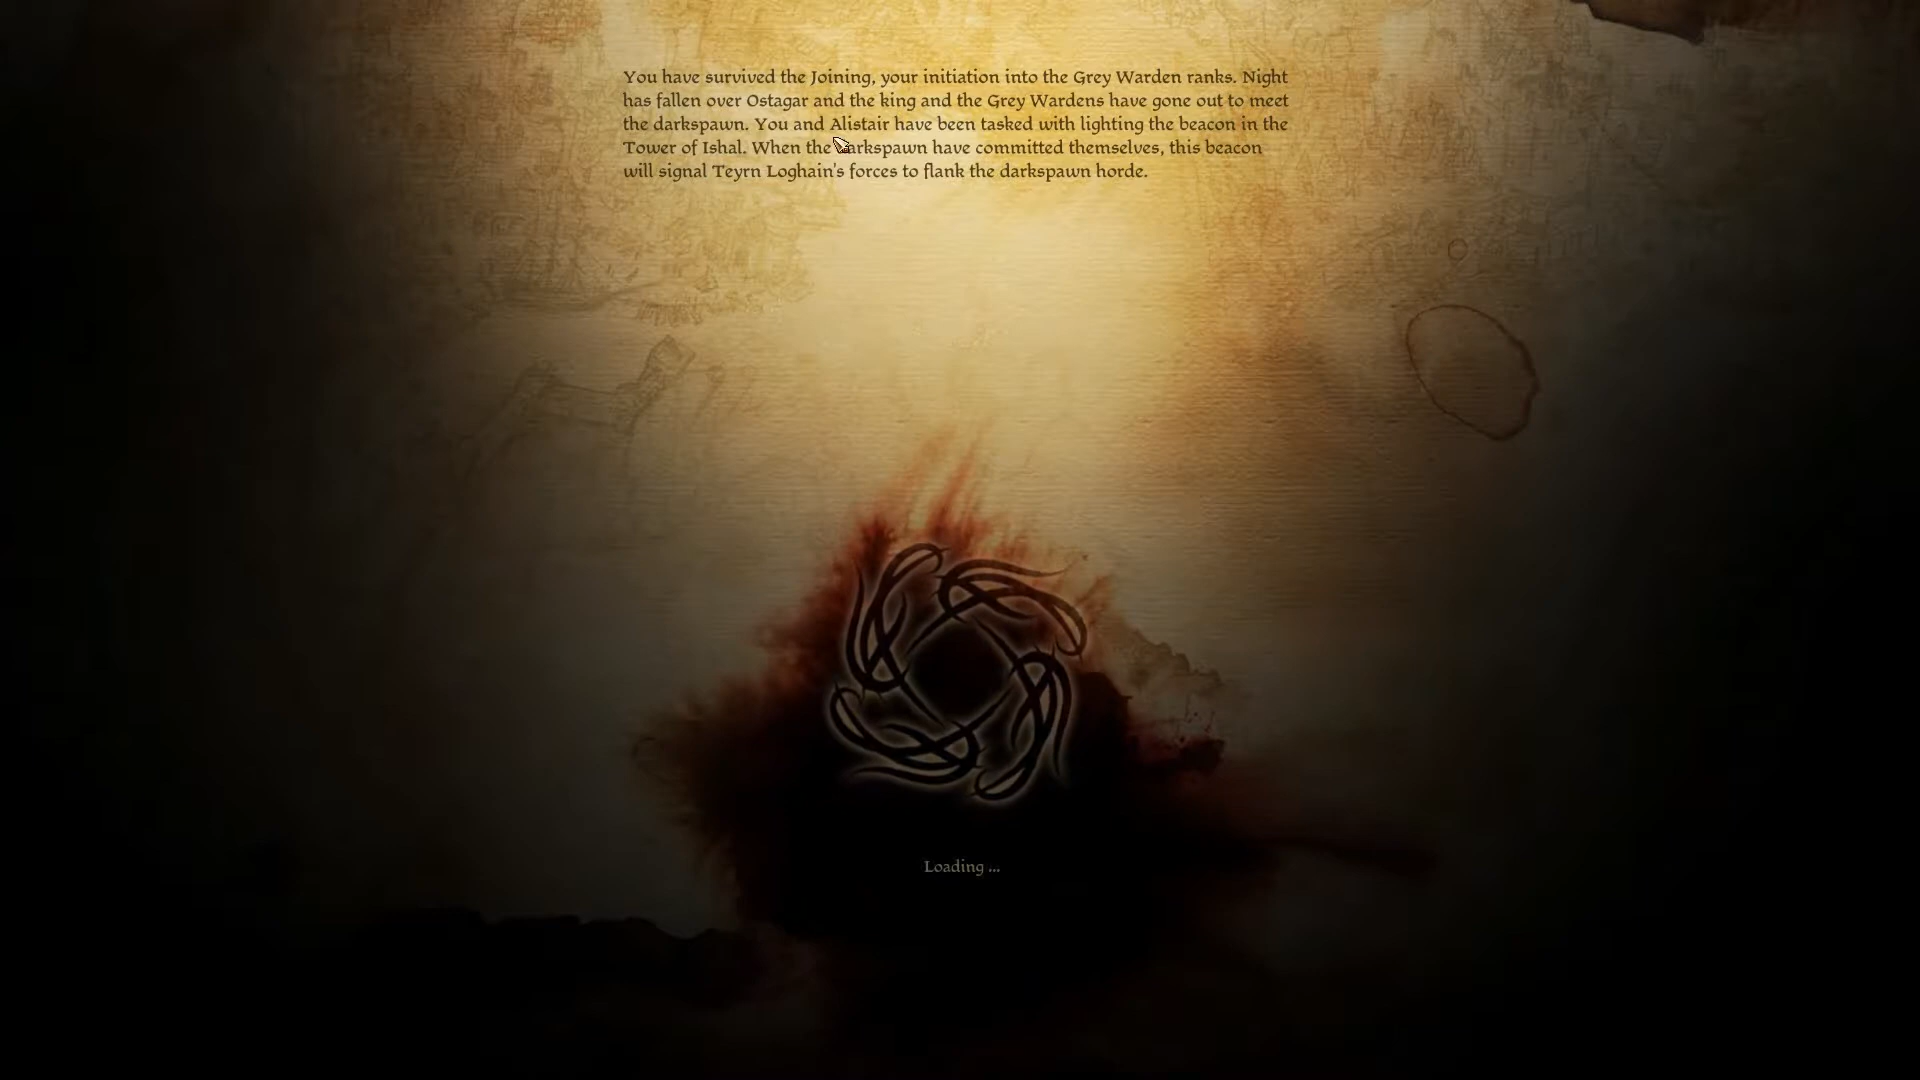 You have survived the Joining, your initiation into the Grey Warden ranks. Night
has fallen over Ostagar and the king and the Grey Wardens have gone out to meet
the darkspawn. You and Alistair have been tasked with lighting the beacon in the
Tower of Ishal. When the darkspawn have committed themselves, this beacon
will signal Teyrn Loghain's forces to flank the darkspawn horde.
Loading ...